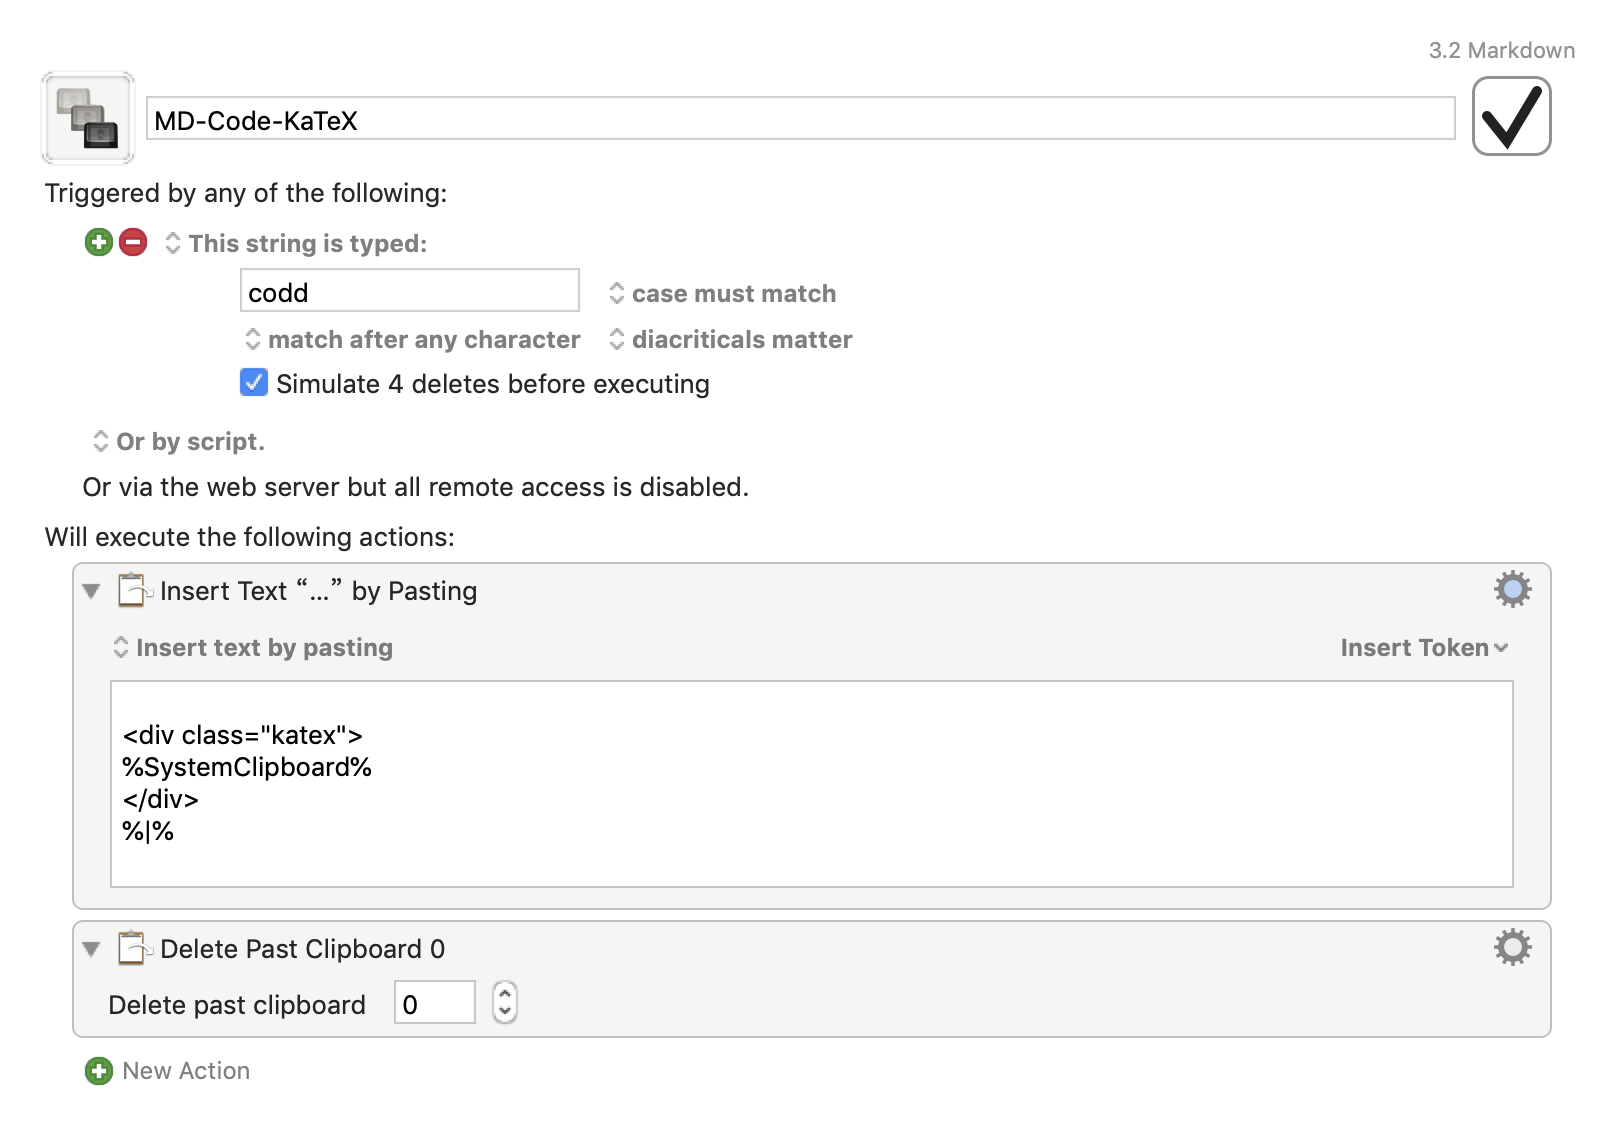 3.2 Markdown
MD-Code-KaTeX
Triggered by any of the following:
This string is typed:
codd case must match
match after any character diacriticals matter
Simulate 4 deletes before executing
Or by script.
Or via the web server but all remote access is disabled.
Will execute the following actions:
Insert Text “...” by Pasting
Insert text by pasting Insert Token
<div class="katex">
%SystemClipboard%
</div>
%|%
Delete Past Clipboard 0
Delete past clipboard 0
New Action